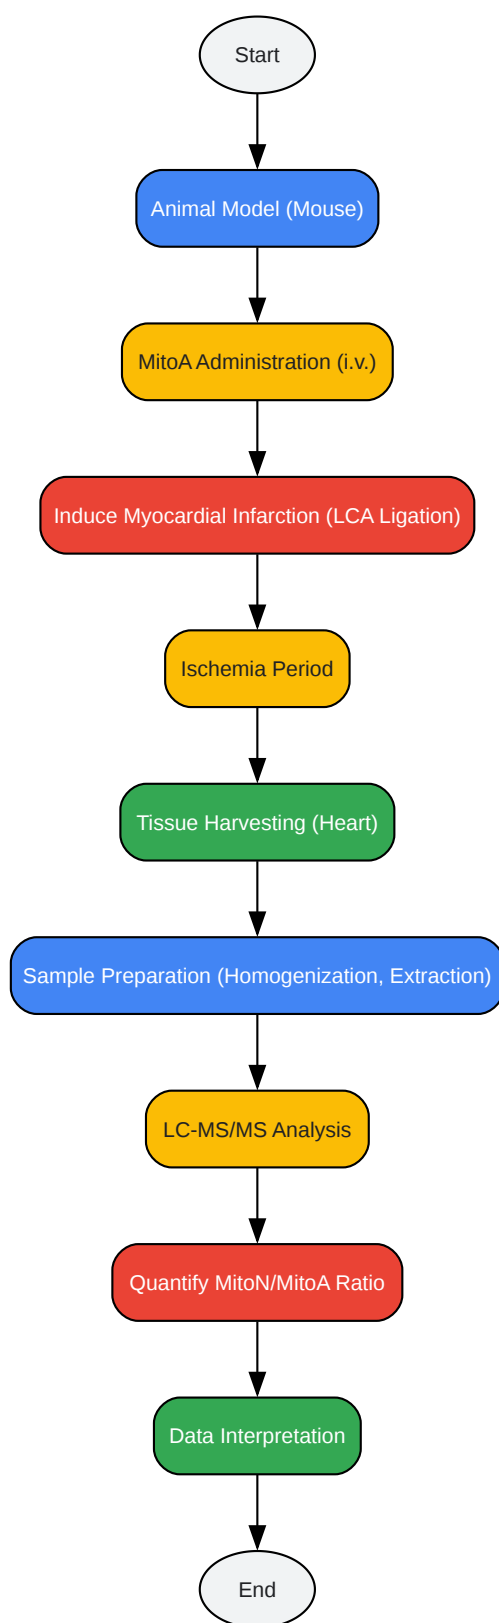 Start
Animal Model (Mouse)
MitoA Administration (i.v.)
Induce Myocardial Infarction (LCA Ligation)
Ischemia Period
Tissue Harvesting (Heart)
Sample Preparation (Homogenization, Extraction)
LC-MS/MS Analysis
Quantify MitoN/MitoA Ratio
Data Interpretation
End